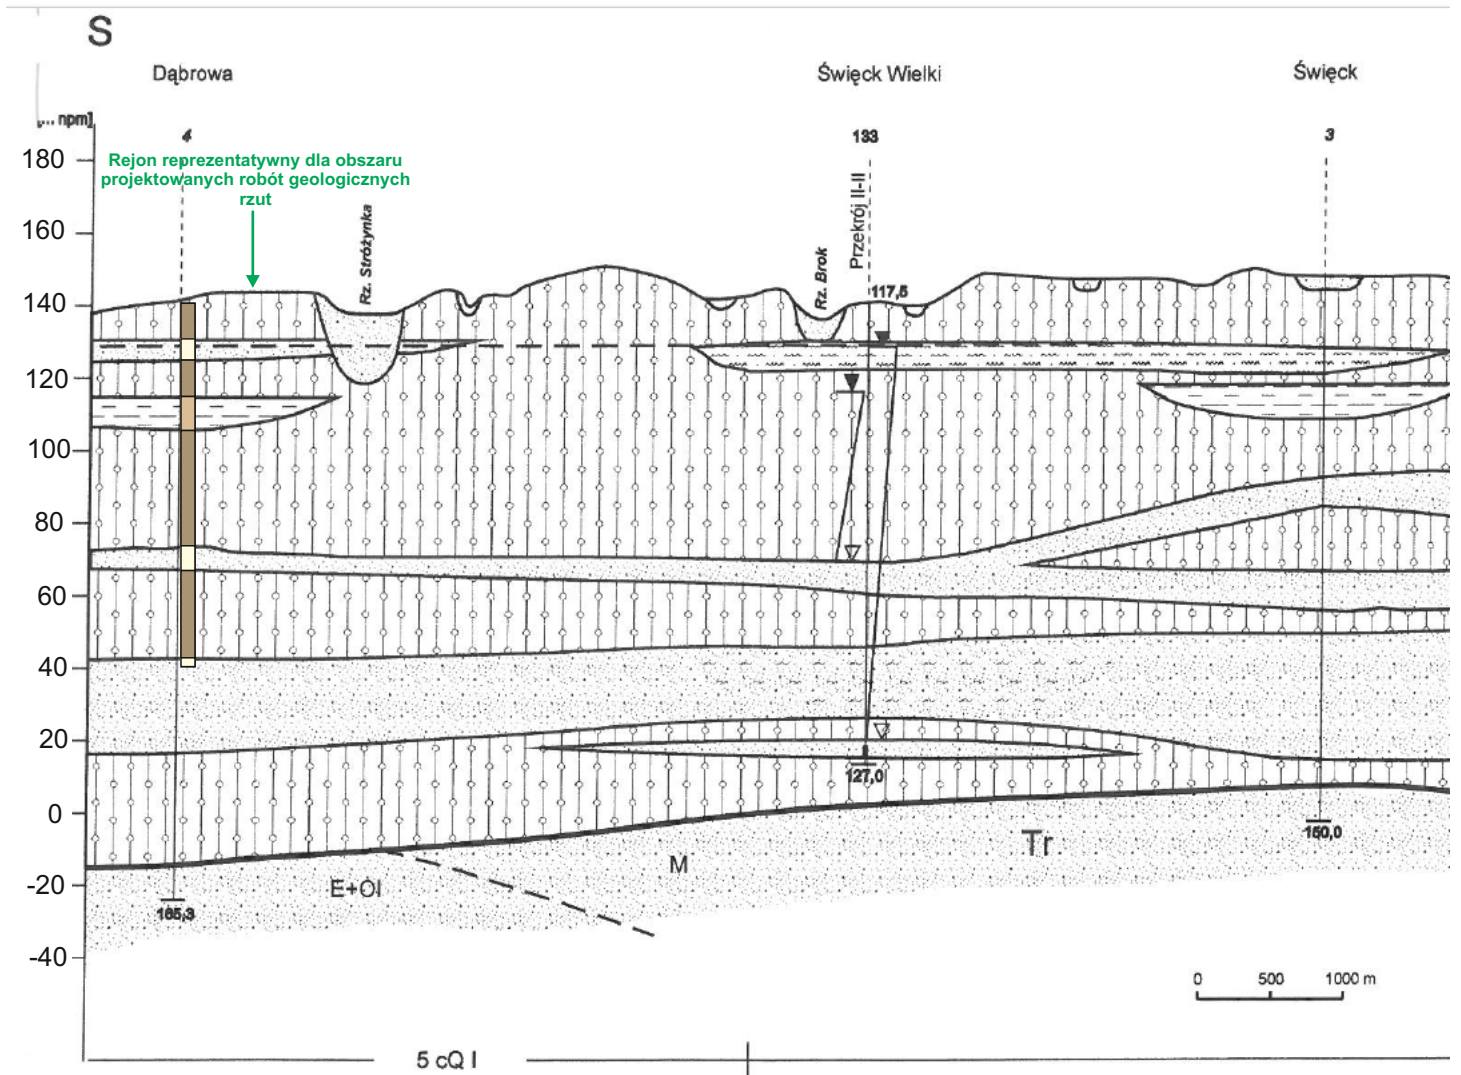 S
Dąbrowa
Święck Wielki
Święck
[... npm]
4
133
3
Rejon reprezentatywny dla obszaru
projektowanych robót geologicznych
rzut
180
160
140
120
100
80
60
40
20
0
-20
-40
Rz. Stróżynka
Rz. Brok
Przekrój II-II
117,5
127,0
165,3
150,0
Tr
M
E+Ol
0 500 1000 m
5 cQ I